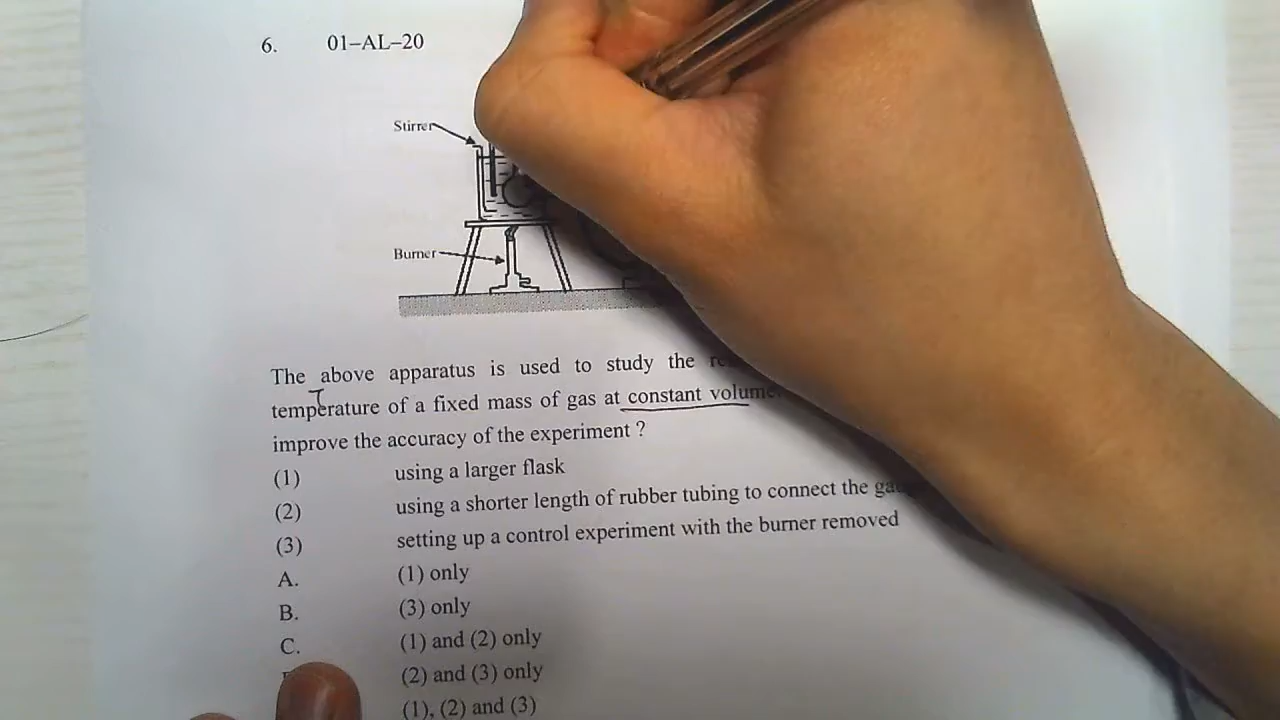 6. 01–AL–20
Stirrer
Burner
The above apparatus is used to study the
T
temperature of a fixed mass of gas at constant volume.
improve the accuracy of the experiment ?
(1) using a larger flask
(2) using a shorter length of rubber tubing to connect the
(3) setting up a control experiment with the burner removed
A. (1) only
B. (3) only
C. (1) and (2) only
(2) and (3) only
(1), (2) and (3)